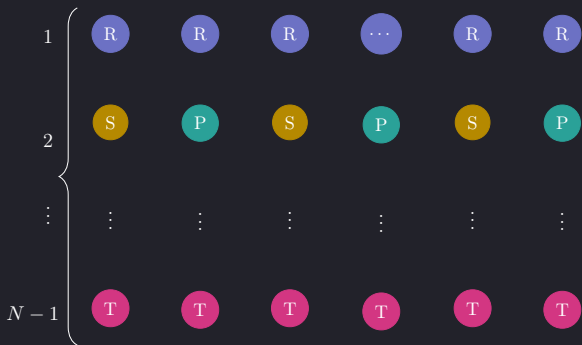 1 R R R ⋯ R R
2 S P S P S P
⋮ ⋮ ⋮ ⋮ ⋮ ⋮ ⋮
N − 1 T T T T T T